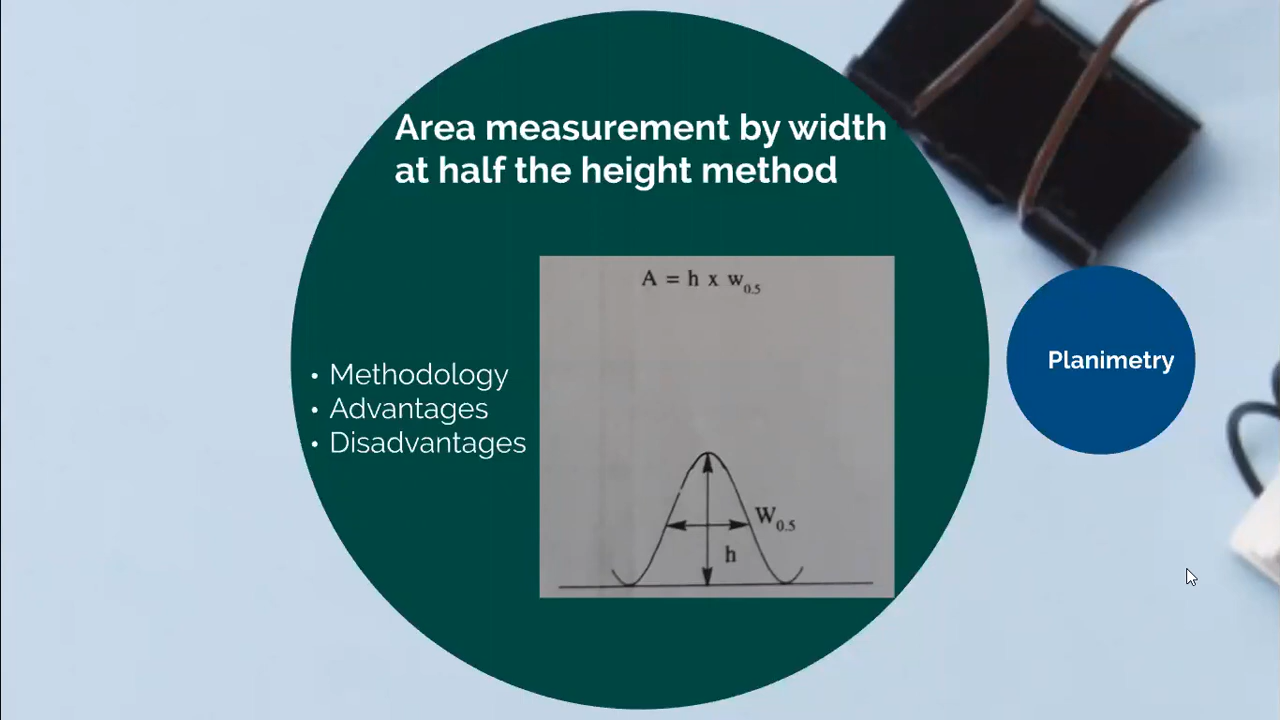 Area measurement by width
at half the height method
A = h x w0.5
• Methodology
• Advantages
• Disadvantages
W0.5
h
Planimetry